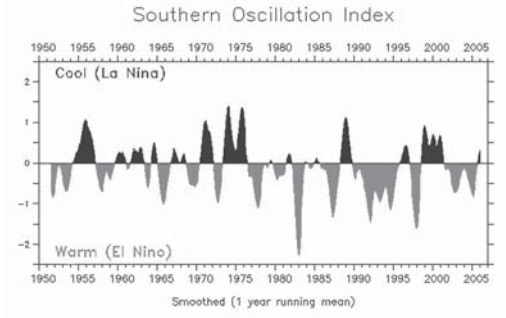 Southern Oscillation Index
1950 1955 1960 1965 1970 1975 1980 1985 1990 1995 2000 2005
Cool (La Nina)
2
1
0 0
-1
-2
Warm (El Nino)
1950 1955 1960 1965 1970 1975 1980 1985 1990 1995 2000 2005
Smoothed (1 year running mean)